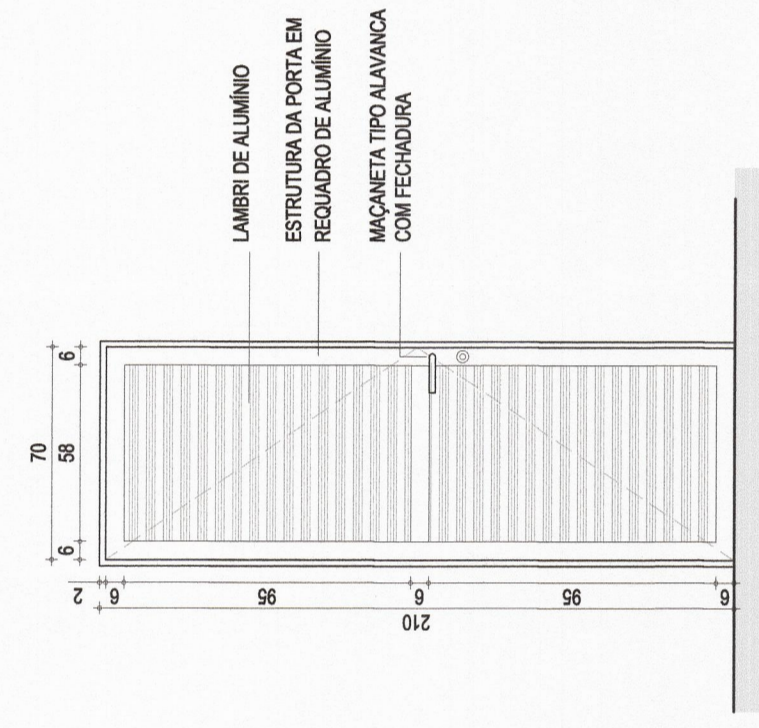 LAMBRI DE ALUMÍNIO
ESTRUTURA DA PORTA EM
REQUADRO DE ALUMÍNIO
MAÇANETA TIPO ALAVANCA
COM FECHADURA
70
6
58
6
2
6
95
6
95
6
210